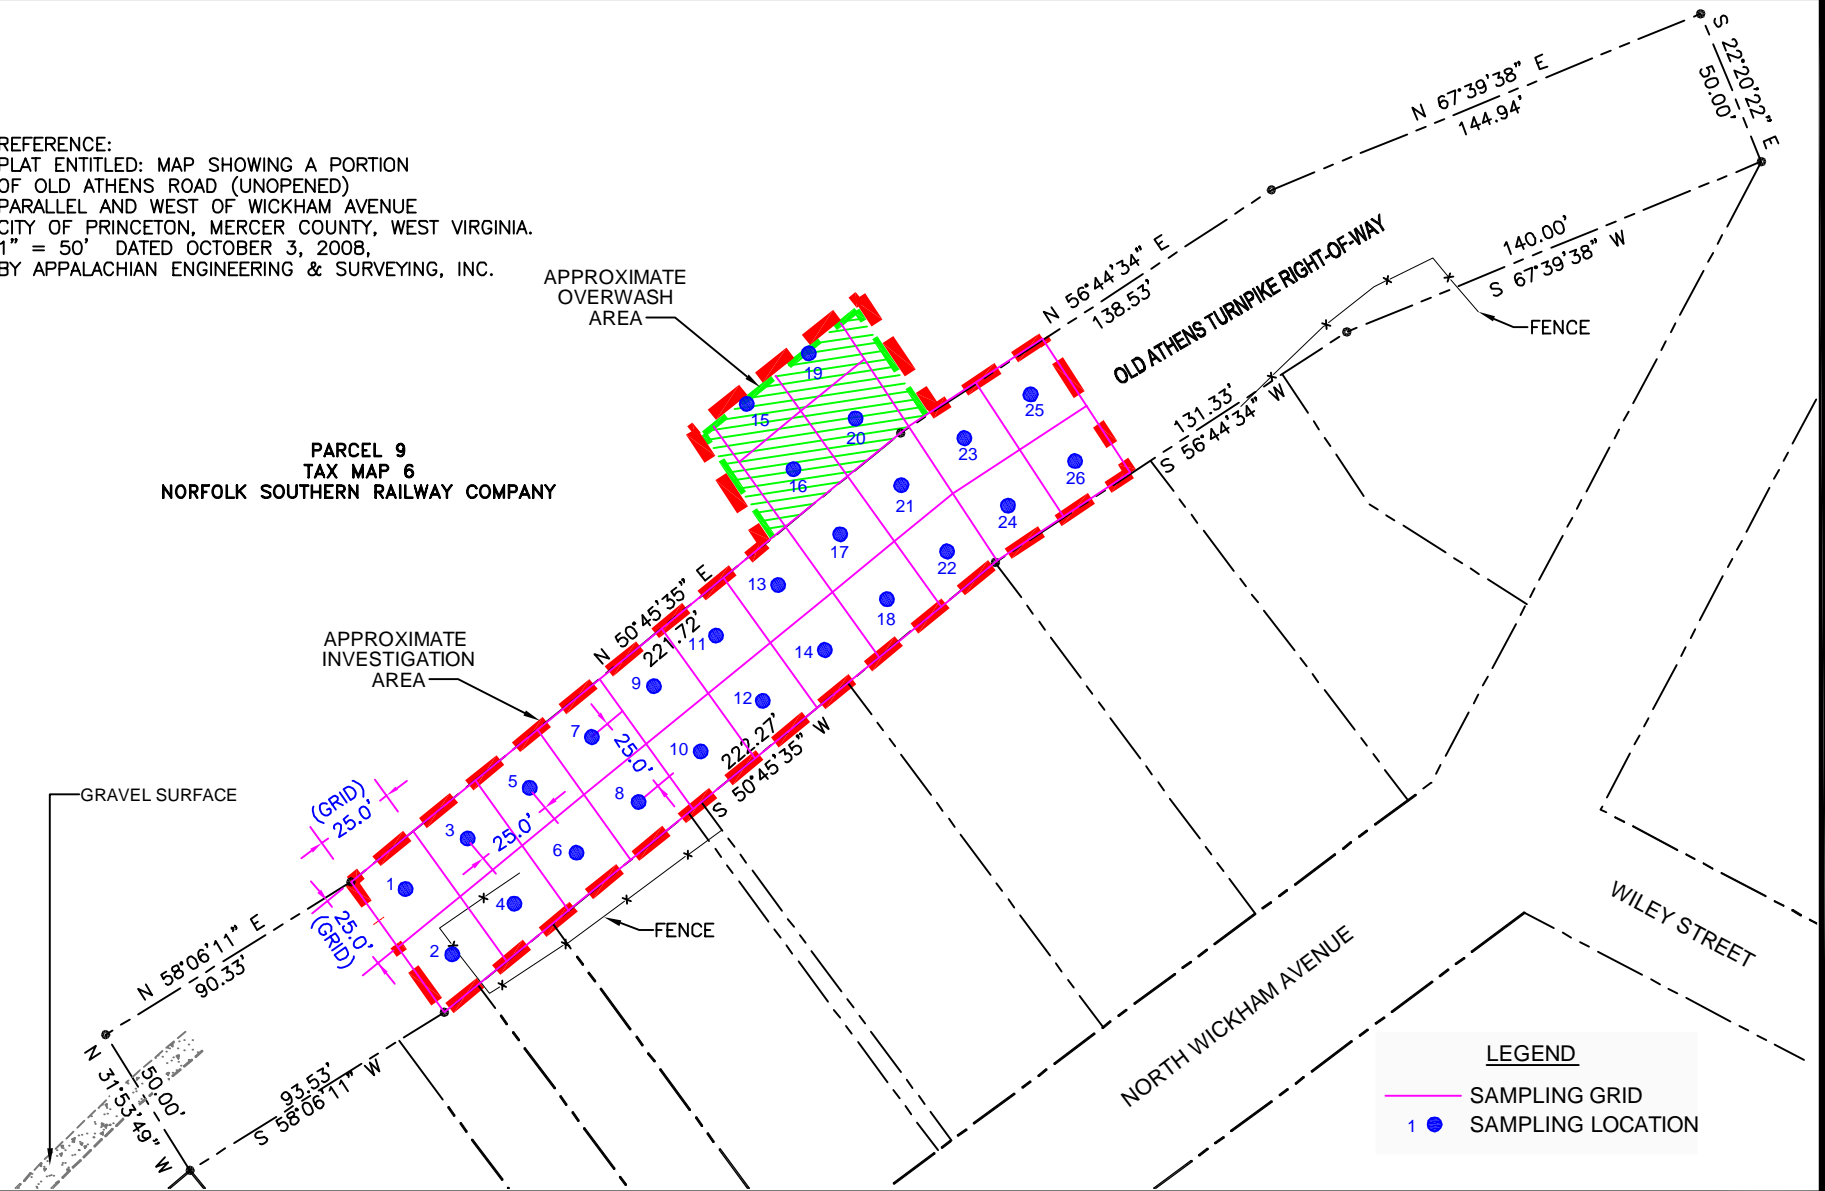 REFERENCE:
PLAT ENTITLED: MAP SHOWING A PORTION
OF OLD ATHENS ROAD (UNOPENED)
PARALLEL AND WEST OF WICKHAM AVENUE
CITY OF PRINCETON, MERCER COUNTY, WEST VIRGINIA.
1" = 50' DATED OCTOBER 3, 2008,
BY APPALACHIAN ENGINEERING & SURVEYING, INC.
N 67°39'38" E
144.94'
S 22°20'22" E
50.00'
N 56°44'34" E
138.53'
OLD ATHENS TURNPIKE RIGHT-OF-WAY
140.00'
S 67°39'38" W
FENCE
131.33'
S 56°44'34" W
APPROXIMATE
OVERWASH
AREA
PARCEL 9
TAX MAP 6
NORFOLK SOUTHERN RAILWAY COMPANY
19
15
20
16
25
23
26
21
24
17
22
13
18
11
14
9
12
7
10
5
8
3
6
1
4
2
N 50°45'35" E
221.72'
APPROXIMATE
INVESTIGATION
AREA
25.0'
25.0'
222.27'
S 50°45'35" W
GRAVEL SURFACE
(GRID)
25.0'
25.0'
(GRID)
FENCE
N 58°06'11" E
90.33'
N 31°53'49" W
50.00'
93.53'
S 58°06'11" W
NORTH WICKHAM AVENUE
WILEY STREET
LEGEND
SAMPLING GRID
1 SAMPLING LOCATION